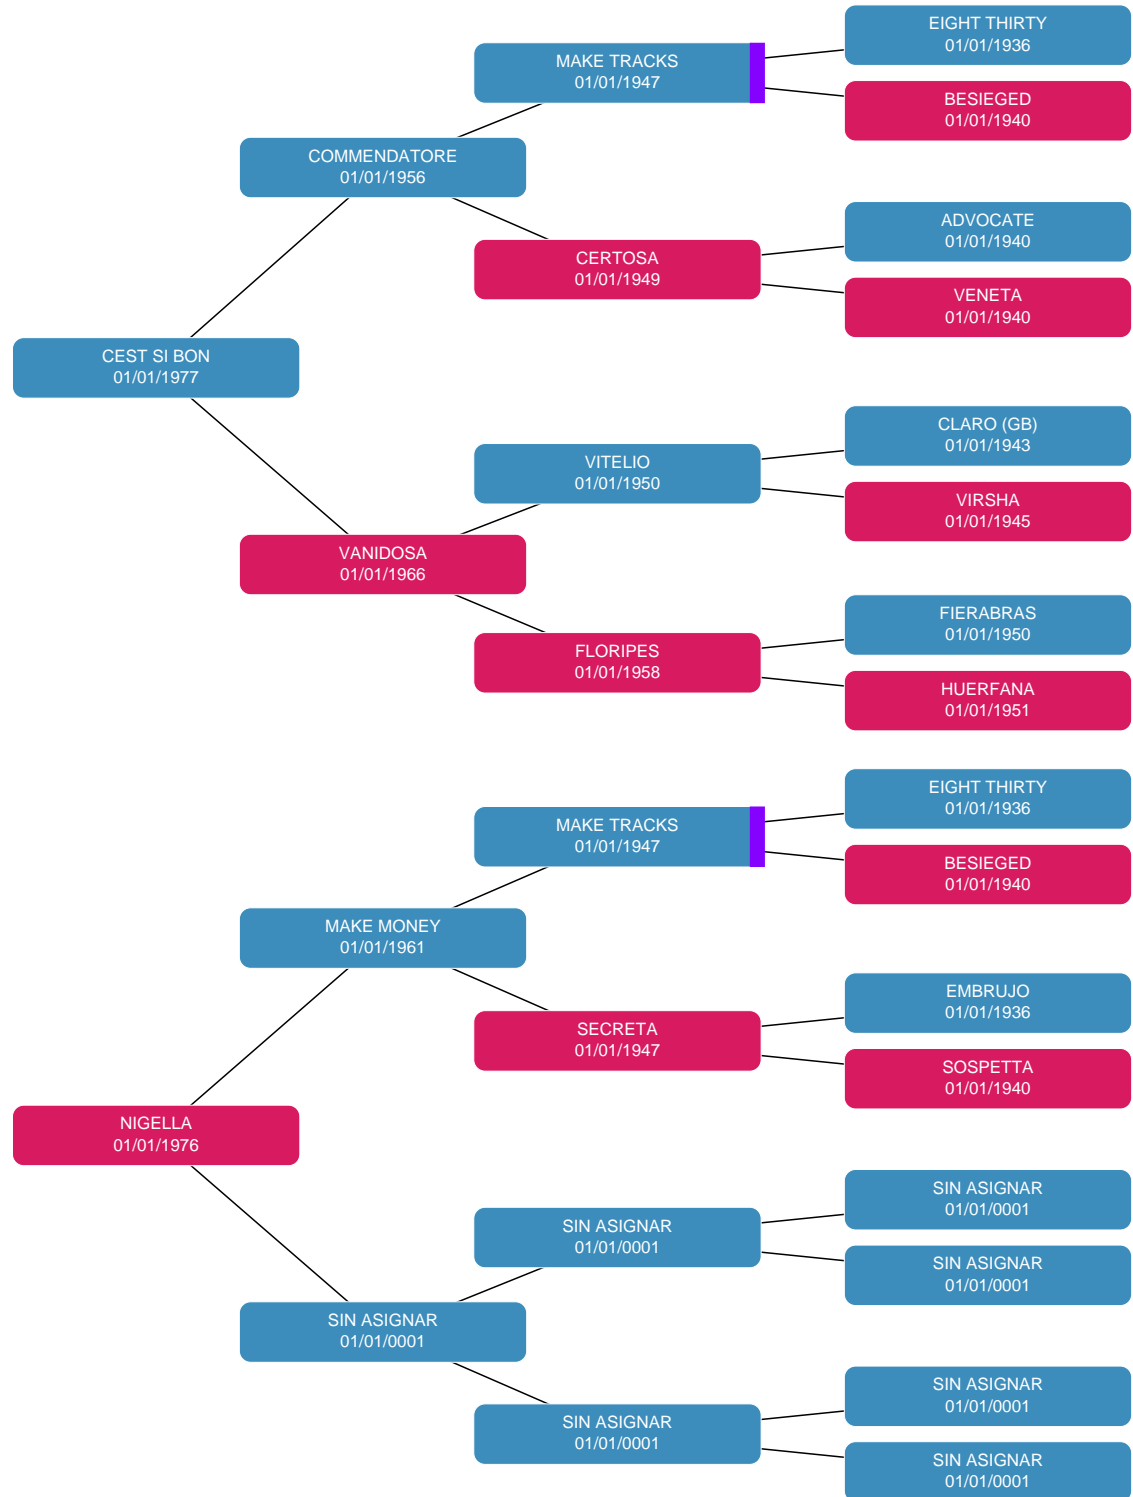 EIGHT THIRTY
01/01/1936
MAKE TRACKS
01/01/1947
BESIEGED
01/01/1940
COMMENDATORE
01/01/1956
ADVOCATE
01/01/1940
CERTOSA
01/01/1949
VENETA
01/01/1940
CEST SI BON
01/01/1977
CLARO (GB)
01/01/1943
VITELIO
01/01/1950
VIRSHA
01/01/1945
VANIDOSA
01/01/1966
FIERABRAS
01/01/1950
FLORIPES
01/01/1958
HUERFANA
01/01/1951
EIGHT THIRTY
01/01/1936
MAKE TRACKS
01/01/1947
BESIEGED
01/01/1940
MAKE MONEY
01/01/1961
EMBRUJO
01/01/1936
SECRETA
01/01/1947
SOSPETTA
01/01/1940
NIGELLA
01/01/1976
SIN ASIGNAR
01/01/0001
SIN ASIGNAR
01/01/0001
SIN ASIGNAR
01/01/0001
SIN ASIGNAR
01/01/0001
SIN ASIGNAR
01/01/0001
SIN ASIGNAR
01/01/0001
SIN ASIGNAR
01/01/0001